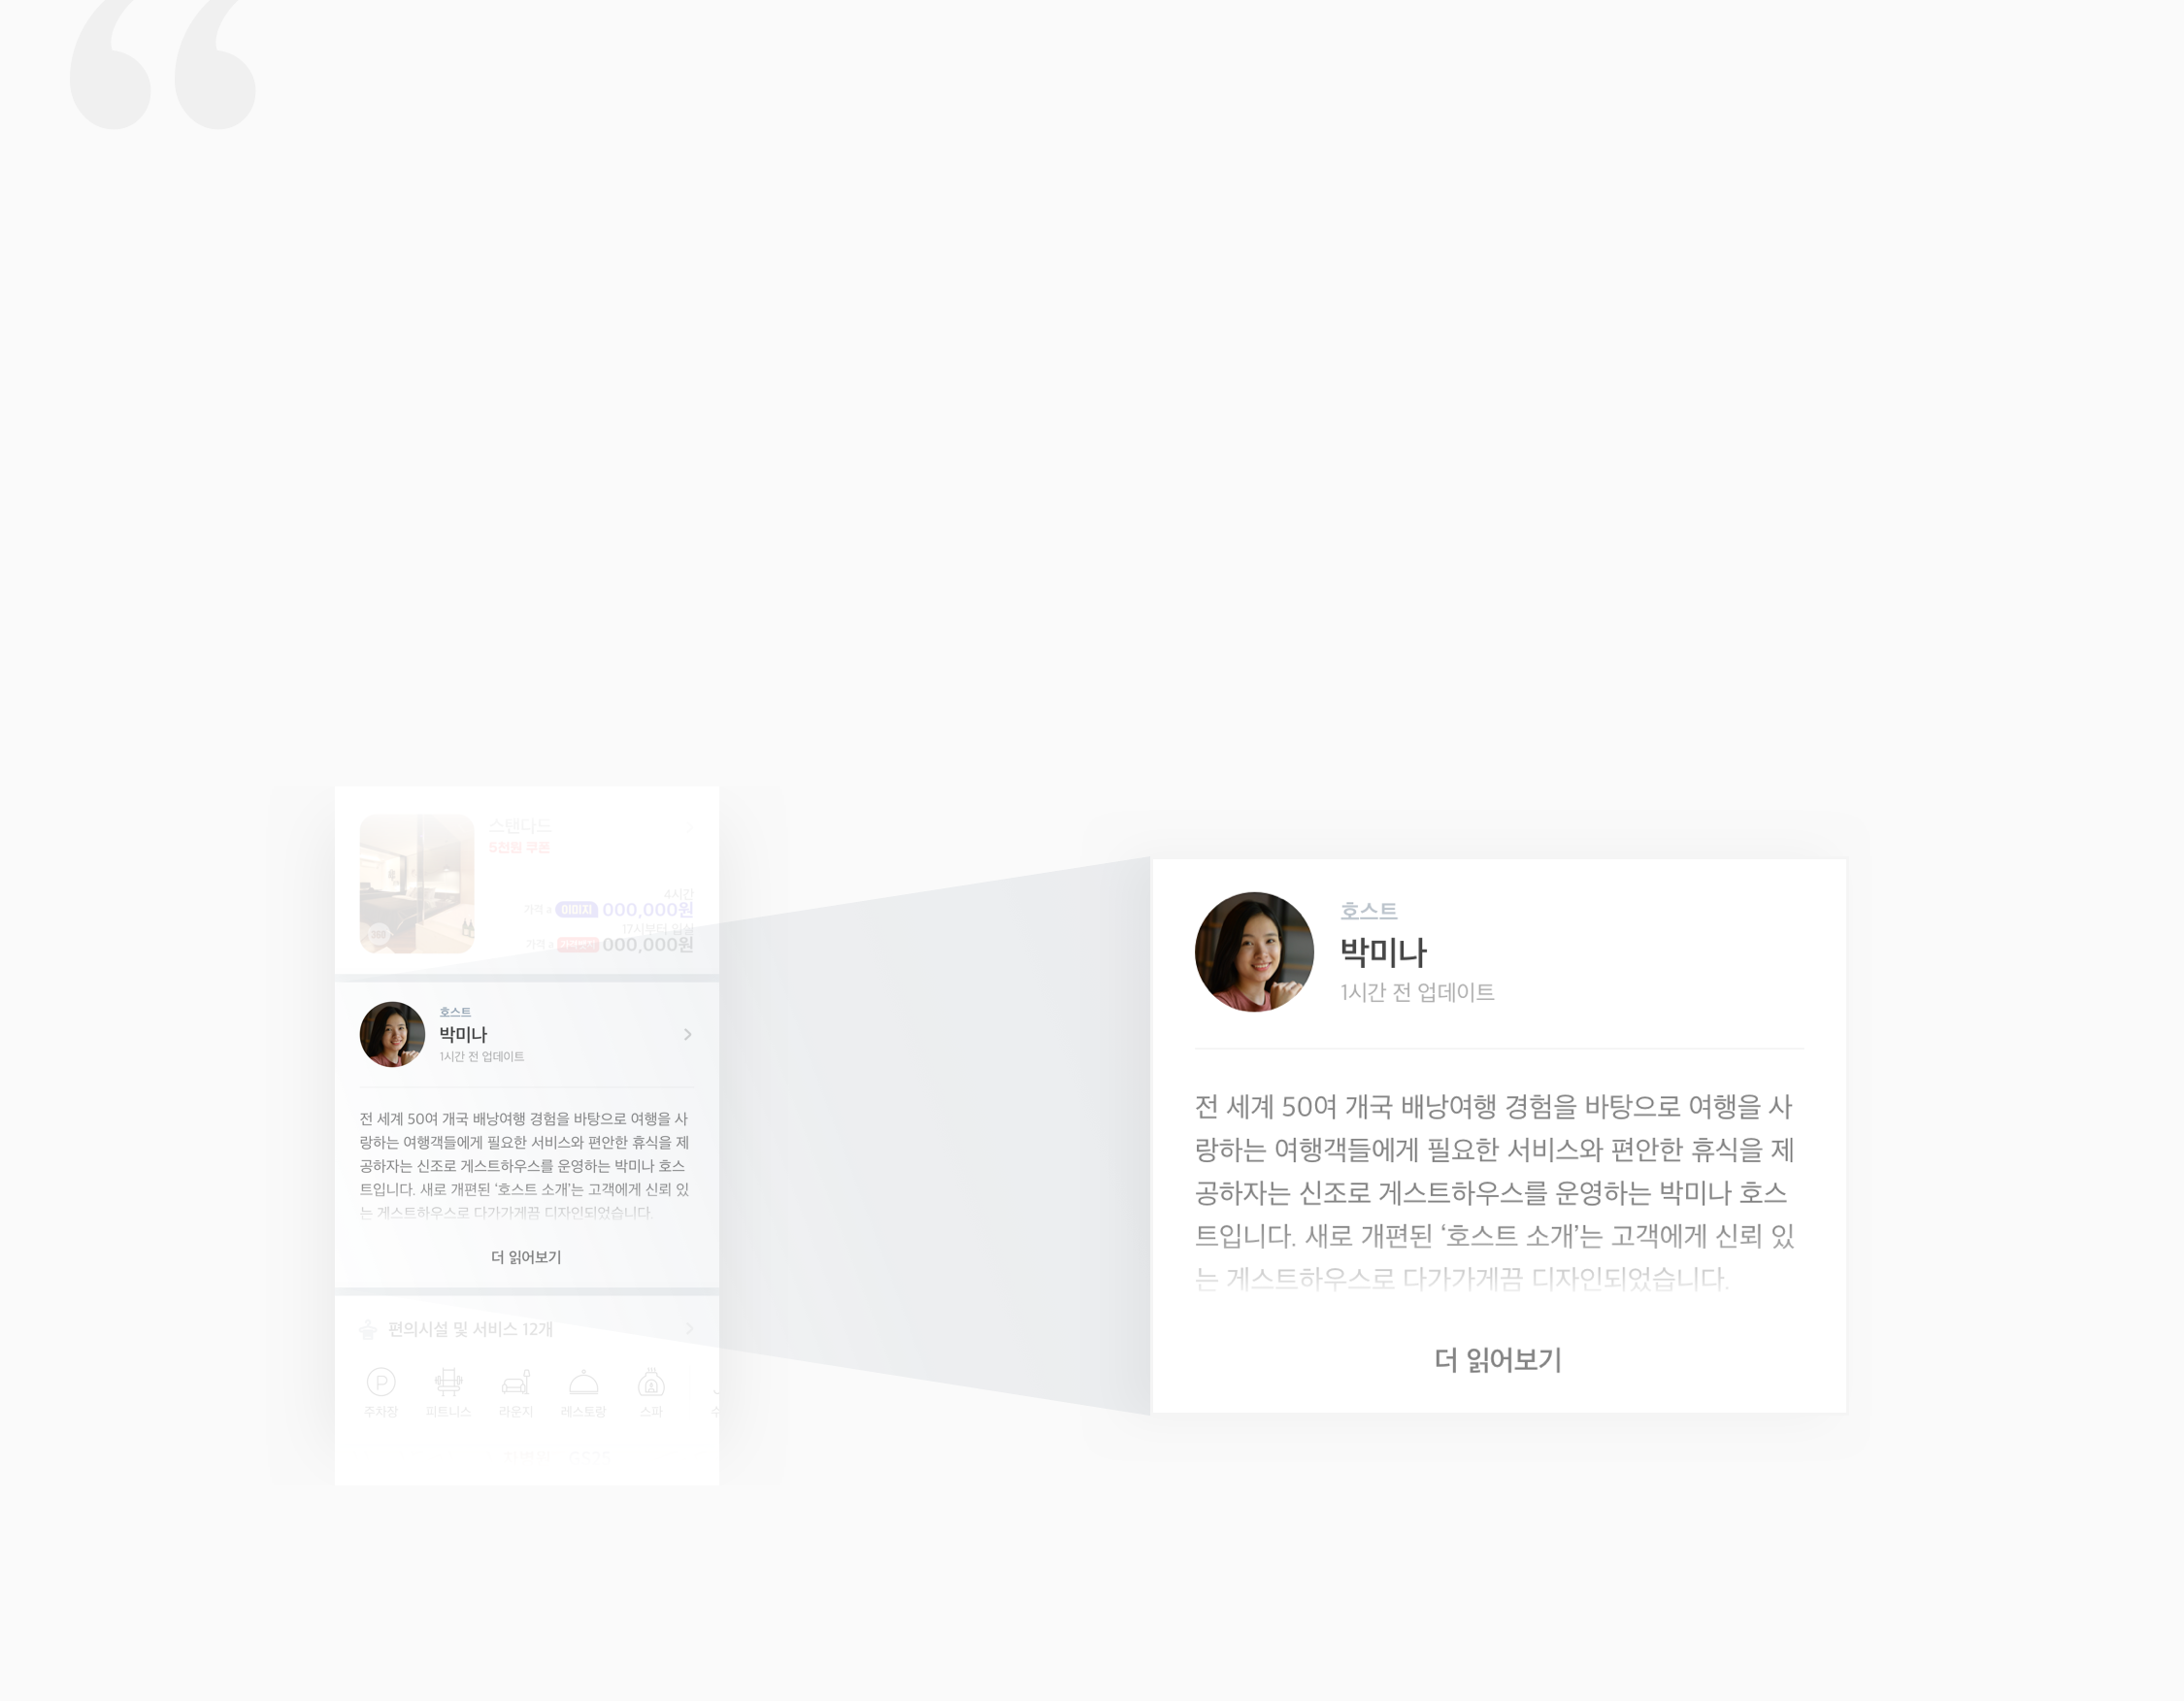 “
스탠다드
5천원 쿠폰
4시간
가격 a 이미지 000,000원
17시부터 입실
가격 a 000,000원
360
호스트
박미나
1시간 전 업데이트
전 세계 50여 개국 배낭여행 경험을 바탕으로 여행을 사
랑하는 여행객들에게 필요한 서비스와 편안한 휴식을 제
공하자는 신조로 게스트하우스를 운영하는 박미나 호스
트입니다. 새로 개편된 ‘호스트 소개’는 고객에게 신뢰 있
는 게스트하우스로 다가가게끔 디자인되었습니다.
더 읽어보기
편의시설 및 서비스 12개
주차장 피트니스 라운지 레스토랑 스파 수
호스트
박미나
1시간 전 업데이트
전 세계 50여 개국 배낭여행 경험을 바탕으로 여행을 사
랑하는 여행객들에게 필요한 서비스와 편안한 휴식을 제
공하자는 신조로 게스트하우스를 운영하는 박미나 호스
트입니다. 새로 개편된 ‘호스트 소개’는 고객에게 신뢰 있
는 게스트하우스로 다가가게끔 디자인되었습니다.
더 읽어보기